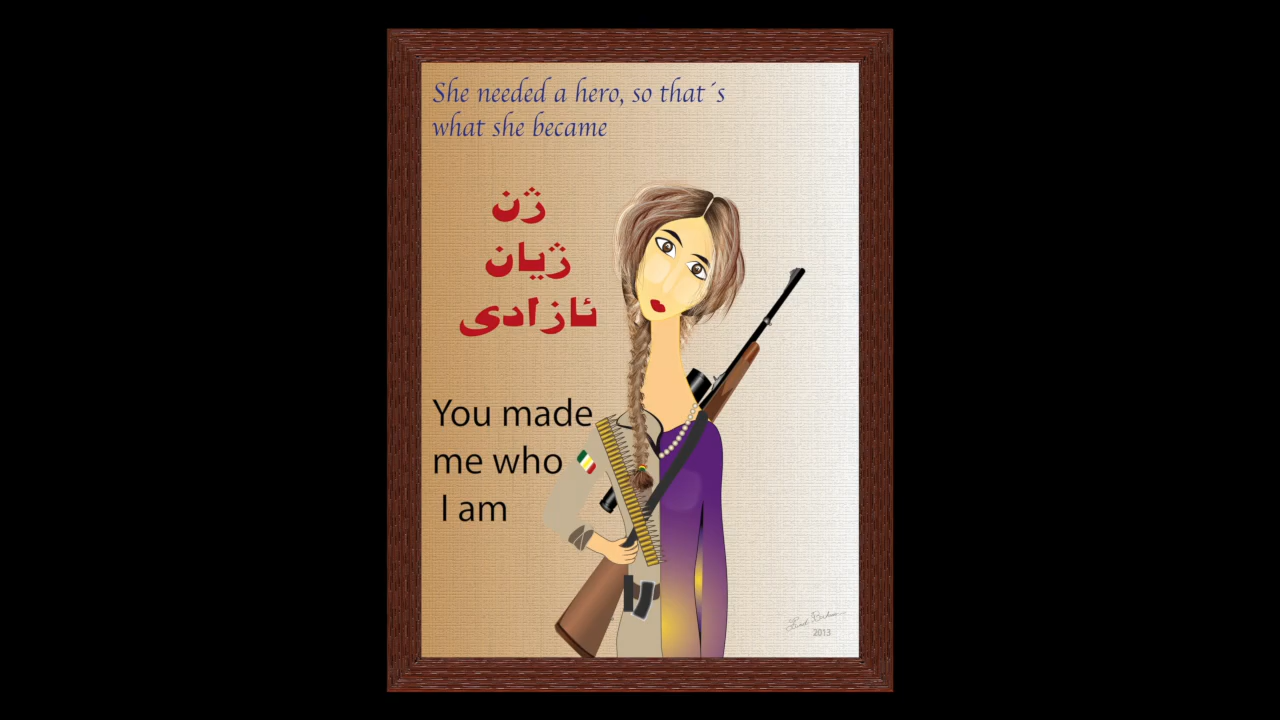 She needed a hero, so that´s
what she became
ژن
ژیان
ئازادی
You made
me who
I am
2013